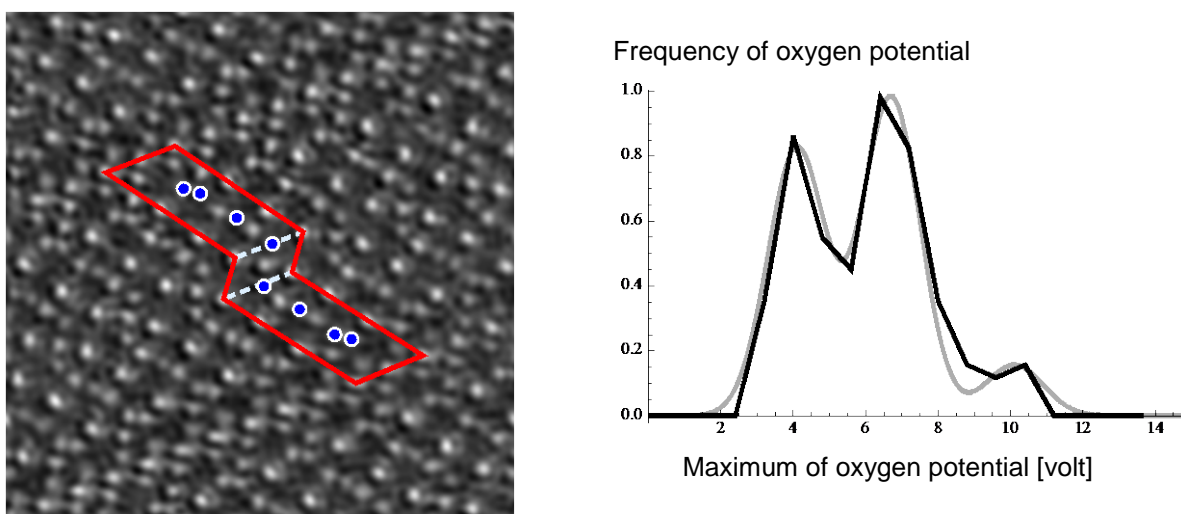 Frequency of oxygen potential
1.0
0.8
0.6
0.4
0.2
0.0
2 4 6 8 10 12 14
Maximum of oxygen potential [volt]